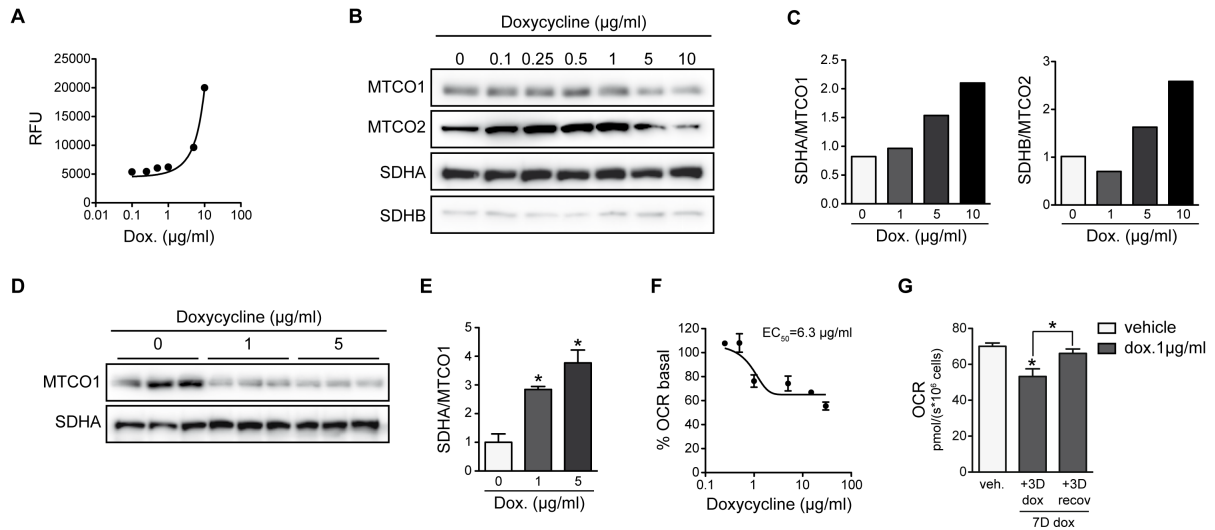 A
25000
20000
15000
10000
5000
0
RFU
0.01 0.1 1 10 100
Dox. (µg/ml)
B
Doxycycline (µg/ml)
0 0.1 0.25 0.5 1 5 10
MTCO1
MTCO2
SDHA
SDHB
C
2.5
2.0
1.5
1.0
0.5
0.0
SDHA/MTCO1
0 1 5 10
Dox. (µg/ml)
3
2
1
0
SDHB/MTCO2
0 1 5 10
Dox. (µg/ml)
D
Doxycycline (µg/ml)
0 1 5
MTCO1
SDHA
E
5
4
3
2
1
0
SDHA/MTCO1
* *
0 1 5
Dox. (µg/ml)
F
120
100
80
60
40
20
0
% OCR basal
EC50=6.3 µg/ml
0.1 1 10 100
Doxycycline (µg/ml)
G
vehicle
dox.1µg/ml
80
60
40
20
0
OCR
pmol/(s*10⁶ cells)
*
*
veh. +3D +3D
dox recov
7D dox